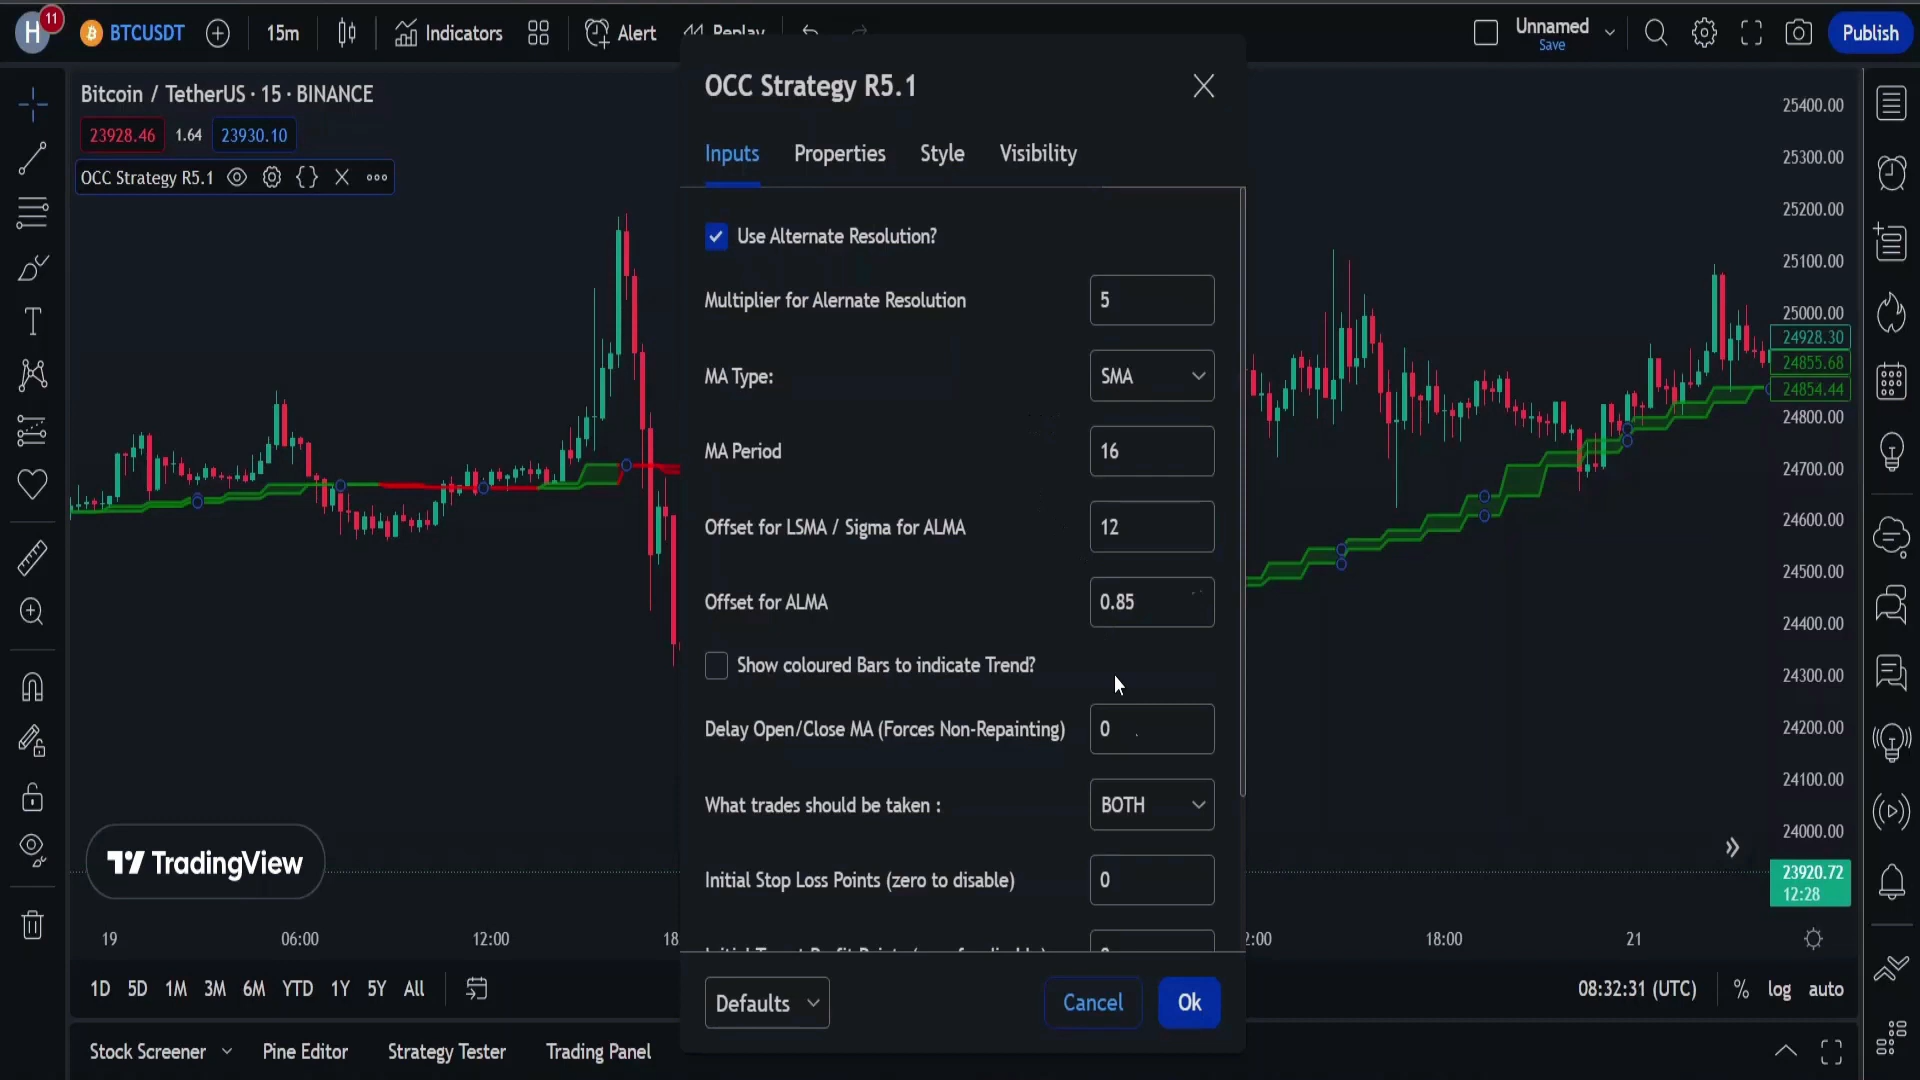 H 11 BTCUSDT 15m Indicators Alert Replay Unnamed Save Publish
Bitcoin / TetherUS · 15 · BINANCE
23928.46 1.64 23930.10
OCC Strategy R5.1
OCC Strategy R5.1
Inputs Properties Style Visibility
Use Alternate Resolution?
Multiplier for Alernate Resolution 5
MA Type: SMA
MA Period 16
Offset for LSMA / Sigma for ALMA 12
Offset for ALMA 0.85
Show coloured Bars to indicate Trend?
Delay Open/Close MA (Forces Non-Repainting) 0
What trades should be taken : BOTH
Initial Stop Loss Points (zero to disable) 0
Defaults Cancel Ok
25400.00
25300.00
25200.00
25100.00
25000.00
24928.30
24855.68
24854.44
24800.00
24700.00
24600.00
24500.00
24400.00
24300.00
24200.00
24100.00
24000.00
23920.72
12:28
TradingView
19 06:00 12:00 18 2:00 18:00 21
1D 5D 1M 3M 6M YTD 1Y 5Y All 08:32:31 (UTC) % log auto
Stock Screener Pine Editor Strategy Tester Trading Panel